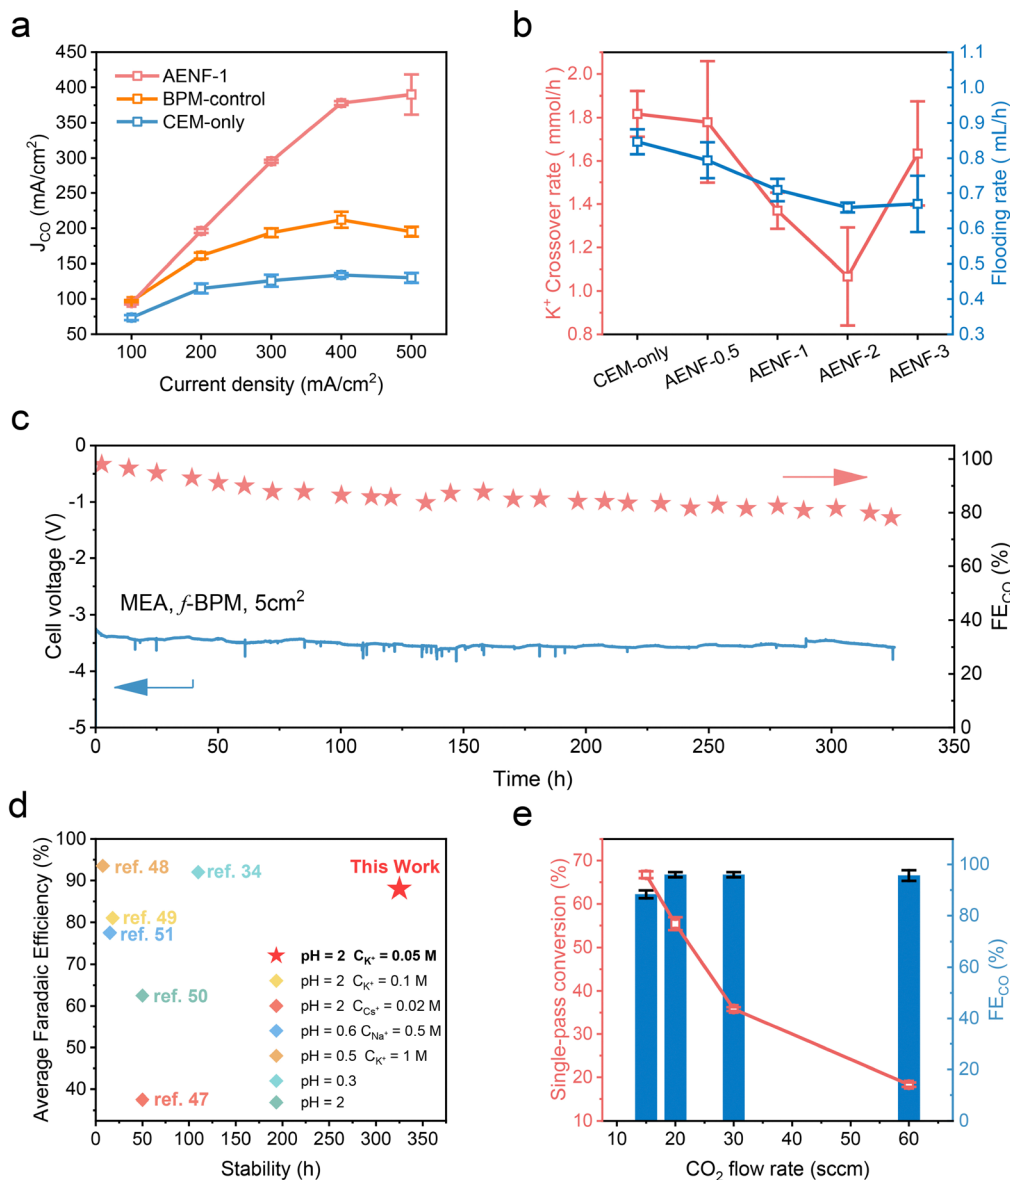 a
450
400
350
300
250
200
150
100
50
J_CO (mA/cm²)
AENF-1
BPM-control
CEM-only
100 200 300 400 500
Current density (mA/cm²)
b
2.0
1.8
1.6
1.4
1.2
1.0
0.8
K⁺ Crossover rate ( mmol/h )
1.1
1.0
0.9
0.8
0.7
0.6
0.5
0.4
0.3
Flooding rate ( mL/h)
CEM-only AENF-0.5 AENF-1 AENF-2 AENF-3
c
0
-1
-2
-3
-4
-5
Cell voltage (V)
MEA, f-BPM, 5cm²
100
80
60
40
20
0
FE_CO (%)
0 50 100 150 200 250 300 350
Time (h)
d
100
90
80
70
60
50
40
Average Faradaic Efficiency (%)
ref. 48
ref. 34
This Work
ref. 49
ref. 51
ref. 50
ref. 47
pH = 2 C_K⁺ = 0.05 M
pH = 2 C_K⁺ = 0.1 M
pH = 2 C_Cs⁺ = 0.02 M
pH = 0.6 C_Na⁺ = 0.5 M
pH = 0.5 C_K⁺ = 1 M
pH = 0.3
pH = 2
0 50 100 150 200 250 300 350
Stability (h)
e
70
60
50
40
30
20
10
Single-pass conversion (%)
100
80
60
40
20
0
FE_CO (%)
10 20 30 40 50 60
CO₂ flow rate (sccm)